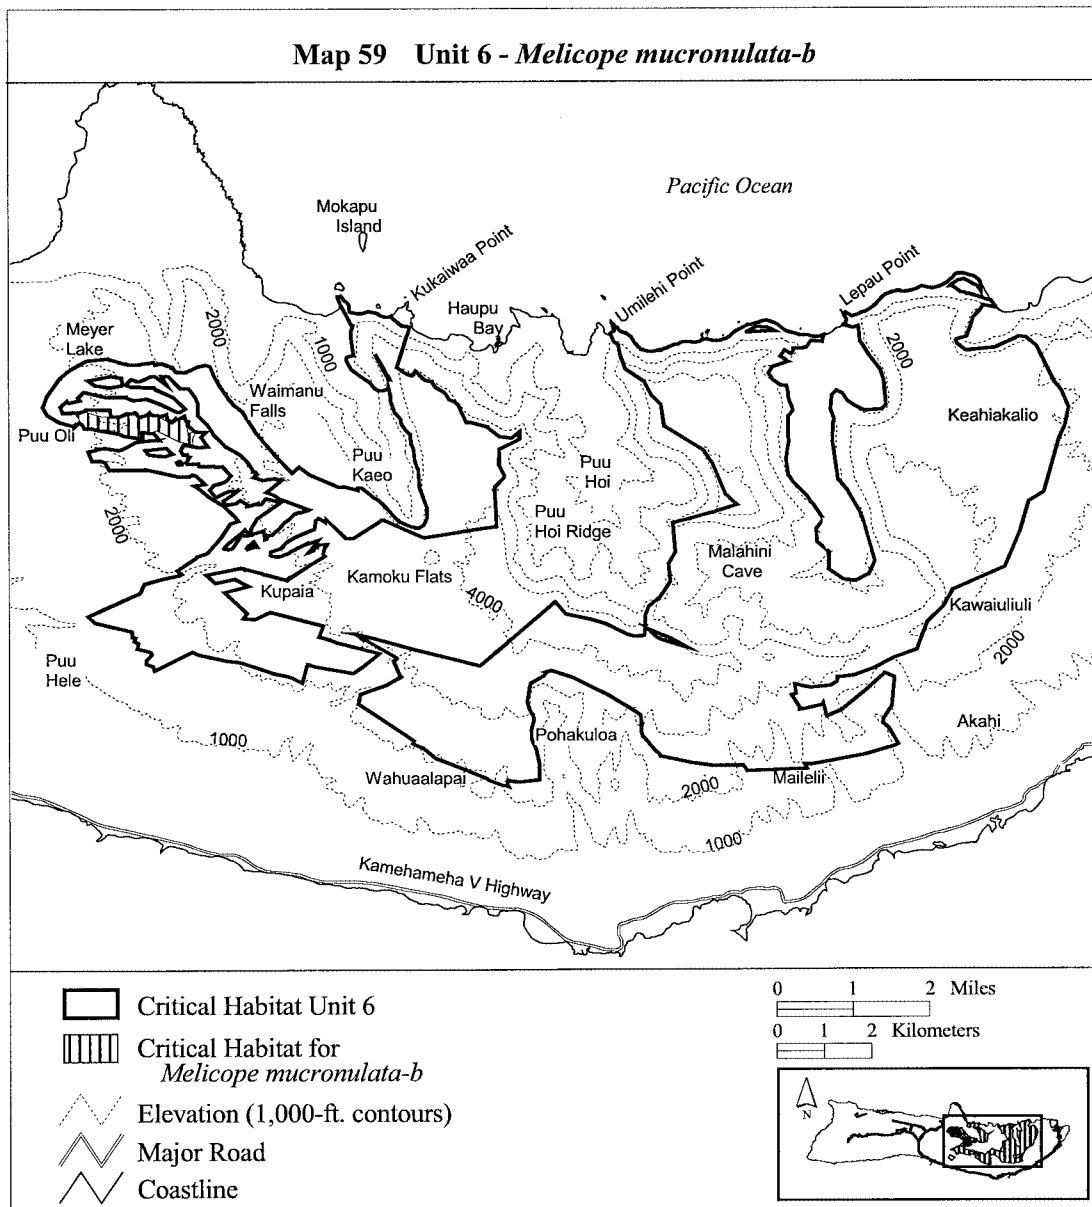 Map 59 Unit 6 - Melicope mucronulata-b
Pacific Ocean
Mokapu
Island
Kukaiwaa Point
Haupu
Bay
Umilehi Point
Lepau Point
Meyer
Lake
2000
1000
2000
Waimanu
Falls
Keahiakalio
Puu Oli
Puu
Kaeo
Puu
Hoi
Puu
Hoi Ridge
2000
Malahini
Cave
Kamoku Flats
Kupaia
4000
Kawaiuliuli
2000
Puu
Hele
Akahi
1000
Pohakuloa
Wahuaalapai
2000
Mailelii
1000
Kamehameha V Highway
Critical Habitat Unit 6
Critical Habitat for
Melicope mucronulata-b
Elevation (1,000-ft. contours)
Major Road
Coastline
0 1 2 Miles
0 1 2 Kilometers
N